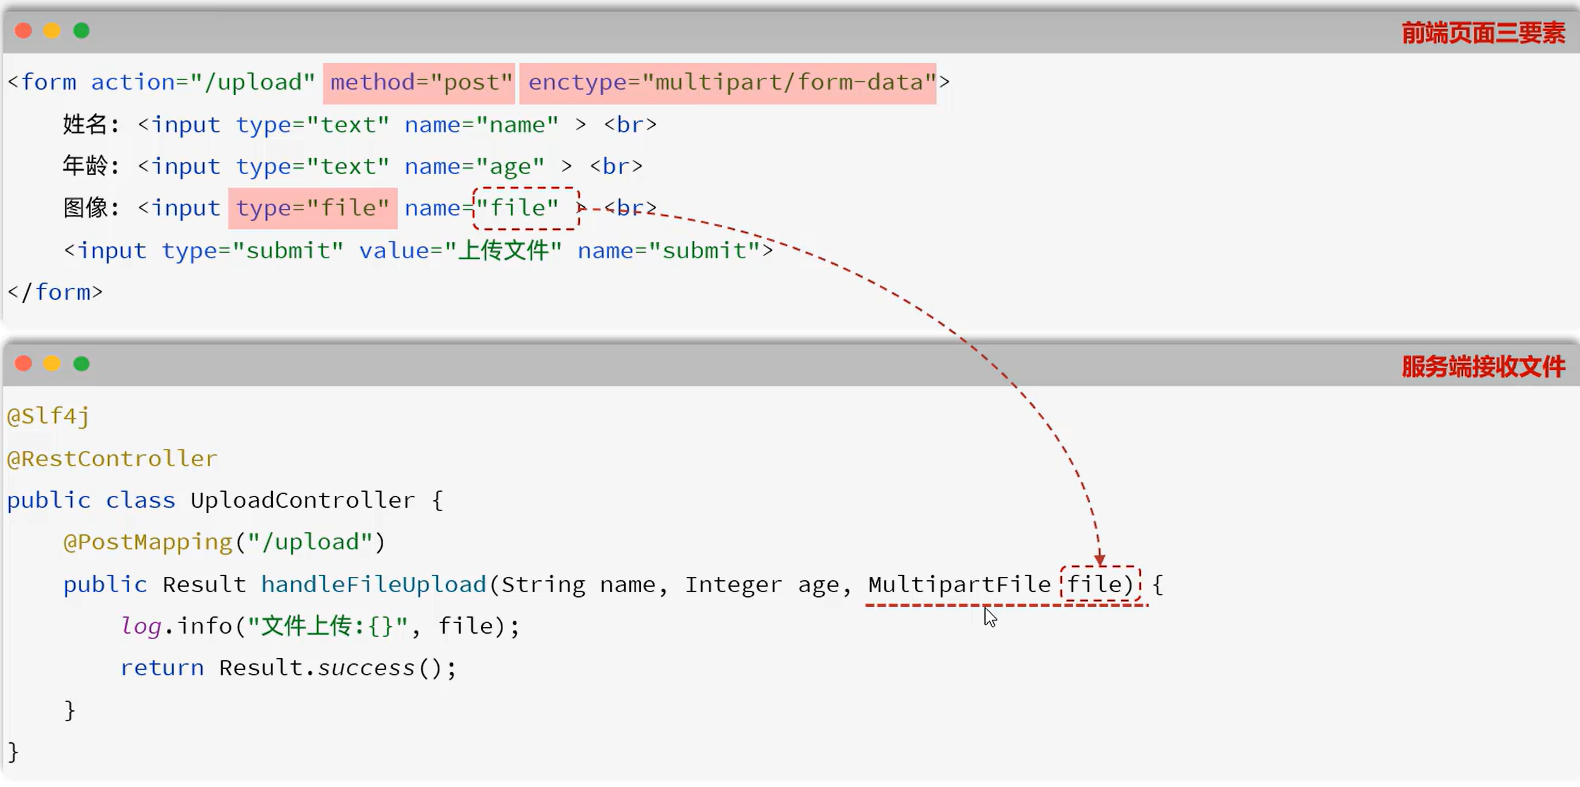 前端页面三要素
<form action="/upload" method="post" enctype="multipart/form-data">
姓名: <input type="text" name="name" > <br>
年龄: <input type="text" name="age" > <br>
图像: <input type="file" name="file" > <br>
<input type="submit" value="上传文件" name="submit">
</form>
服务端接收文件
@Slf4j
@RestController
public class UploadController {
@PostMapping("/upload")
public Result handleFileUpload(String name, Integer age, MultipartFile file) {
log.info("文件上传:{}", file);
return Result.success();
}
}